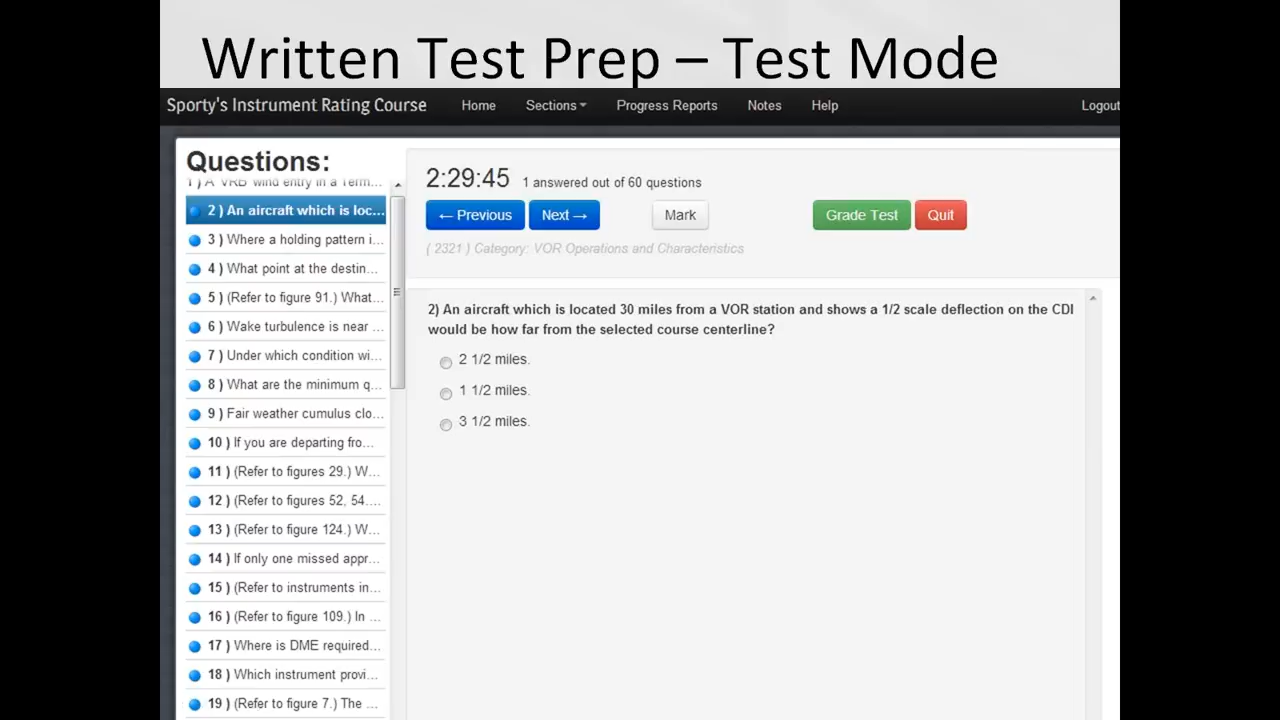 Written Test Prep – Test Mode
Sporty's Instrument Rating Course Home Sections Progress Reports Notes Help Logout
Questions:
1 ) A "VRB" wind entry in a Term...
2 ) An aircraft which is loc...
3 ) Where a holding pattern i...
4 ) What point at the destin...
5 ) (Refer to figure 91.) What...
6 ) Wake turbulence is near ...
7 ) Under which condition wi...
8 ) What are the minimum q...
9 ) Fair weather cumulus clo...
10 ) If you are departing fro...
11 ) (Refer to figures 29.) W...
12 ) (Refer to figures 52, 54....
13 ) (Refer to figure 124.) W...
14 ) If only one missed appr...
15 ) (Refer to instruments in...
16 ) (Refer to figure 109.) In ...
17 ) Where is DME required...
18 ) Which instrument provi...
19 ) (Refer to figure 7.) The ...
2:29:45 1 answered out of 60 questions
← Previous Next → Mark Grade Test Quit
( 2321 ) Category: VOR Operations and Characteristics
2) An aircraft which is located 30 miles from a VOR station and shows a 1/2 scale deflection on the CDI
would be how far from the selected course centerline?
2 1/2 miles.
1 1/2 miles.
3 1/2 miles.